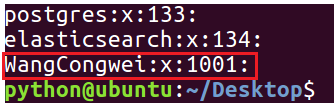 postgres:x:133:
elasticsearch:x:134:
WangCongwei:x:1001:
python@ubuntu:~/Desktop$